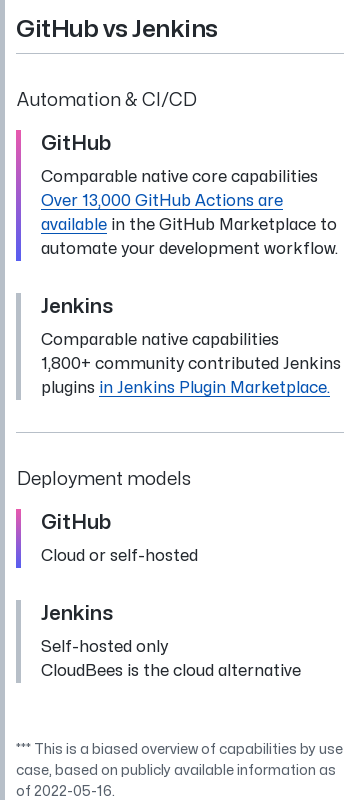 GitHub vs Jenkins
Automation & CI/CD
GitHub
Comparable native core capabilities
Over 13,000 GitHub Actions are
available in the GitHub Marketplace to
automate your development workflow.
Jenkins
Comparable native capabilities
1,800+ community contributed Jenkins
plugins in Jenkins Plugin Marketplace.
Deployment models
GitHub
Cloud or self-hosted
Jenkins
Self-hosted only
CloudBees is the cloud alternative
*** This is a biased overview of capabilities by use
case, based on publicly available information as
of 2022-05-16.